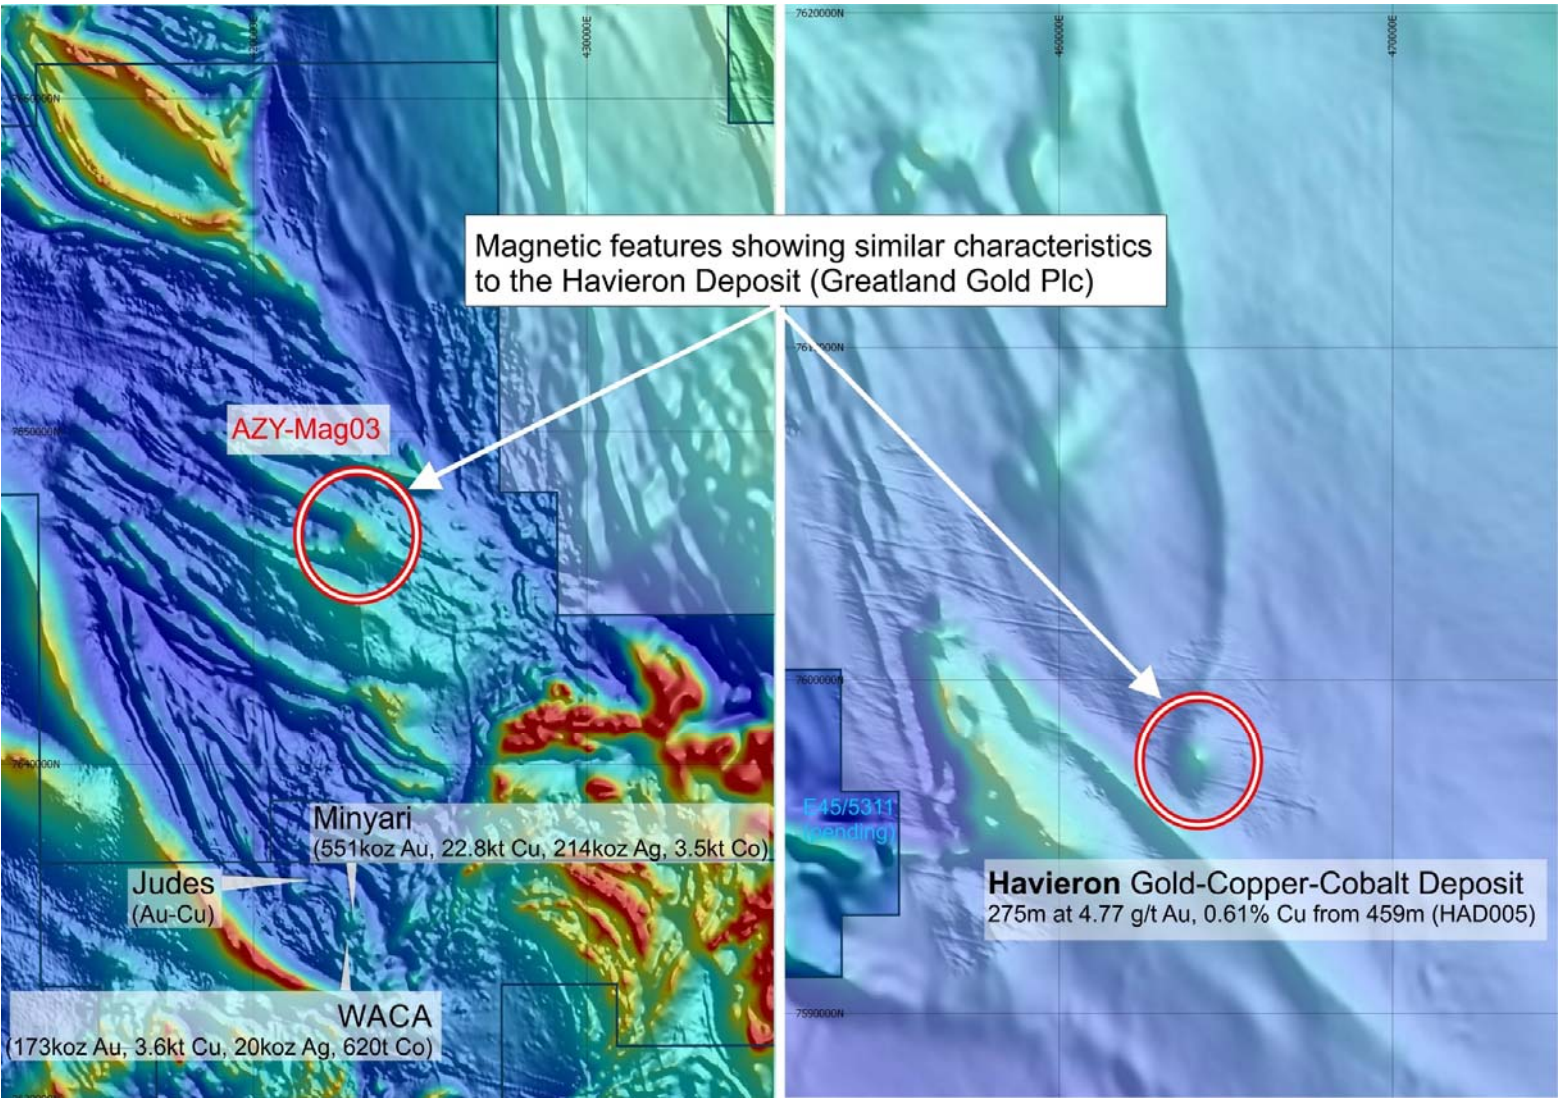 7620000N
460000E
470000E
430000E
7660000N
Magnetic features showing similar characteristics
to the Havieron Deposit (Greatland Gold Plc)
AZY-Mag03
7650000N
7600000N
7640000N
E45/5311
(pending)
Minyari
(551koz Au, 22.8kt Cu, 214koz Ag, 3.5kt Co)
Judes
(Au-Cu)
Havieron Gold-Copper-Cobalt Deposit
275m at 4.77 g/t Au, 0.61% Cu from 459m (HAD005)
WACA
(173koz Au, 3.6kt Cu, 20koz Ag, 620t Co)
7590000N